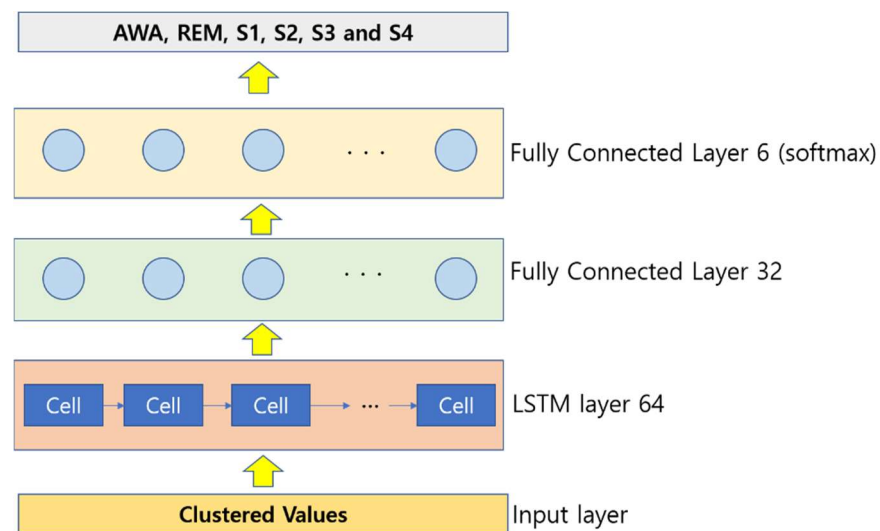 AWA, REM, S1, S2, S3 and S4
. . .
Fully Connected Layer 6 (softmax)
. . .
Fully Connected Layer 32
Cell Cell Cell ... Cell
LSTM layer 64
Clustered Values
Input layer